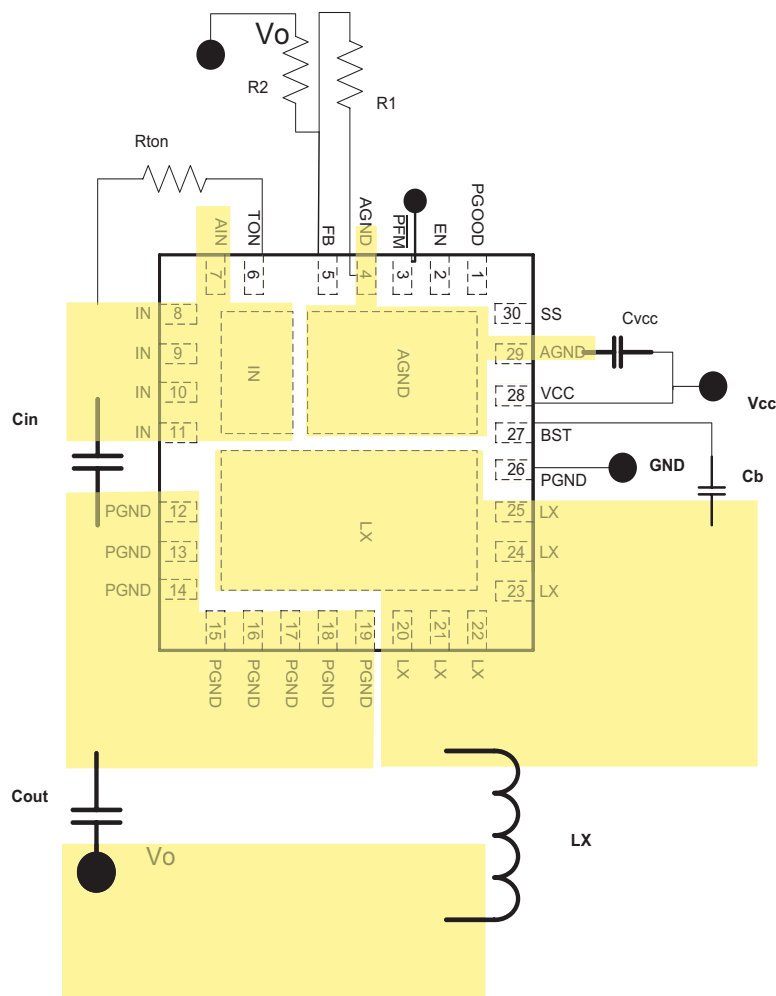 Vo
R2
R1
Rton
AIN
TON
FB
AGND
PFM
EN
PGOOD
7
6
5
4
3
2
1
IN 8
IN 9
IN 10
IN 11
IN
AGND
30 SS
29 AGND
28 VCC
27 BST
26 PGND
Cvcc
Vcc
GND
Cb
Cin
PGND 12
PGND 13
PGND 14
LX
25 LX
24 LX
23 LX
15
16
17
18
19
20
21
22
PGND
PGND
PGND
PGND
PGND
LX
LX
LX
Cout
Vo
LX